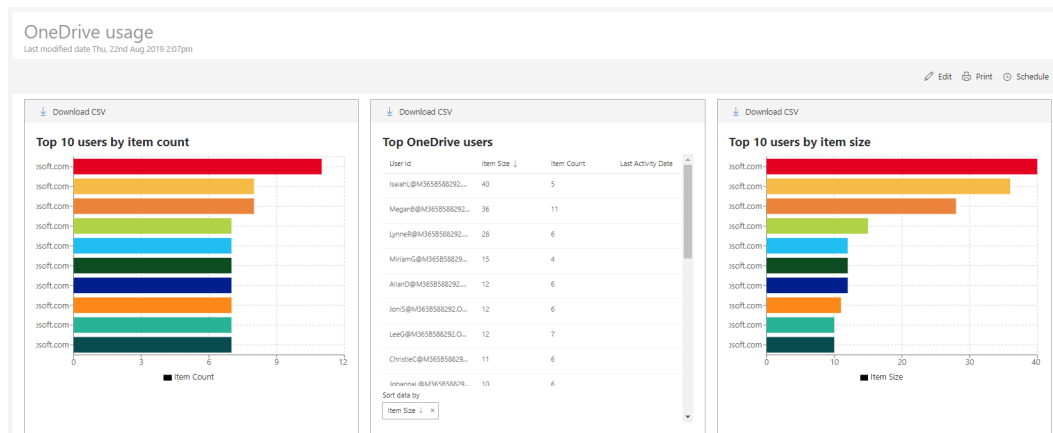 OneDrive usage
Last modified date Thu, 22nd Aug 2019 2:07pm
Edit Print Schedule
Download CSV
Top 10 users by item count
osoft.com
osoft.com
osoft.com
osoft.com
osoft.com
osoft.com
osoft.com
osoft.com
osoft.com
osoft.com
0 3 6 9 12
Item Count
Download CSV
Top OneDrive users
User Id Item Size ↓ Item Count Last Activity Date
IsaiahL@M365B588292.... 40 5
MeganB@M365B588292... 36 11
LynneR@M365B588292.... 28 6
MiriamG@M365B58829... 15 4
AllanD@M365B588292.... 12 6
JoniS@M365B588292.O... 12 6
LeeG@M365B588292.O... 12 7
ChristieC@M365B58829... 11 6
JohannaL@M365B58829... 10 6
Sort data by
Item Size ↓ ×
Download CSV
Top 10 users by item size
osoft.com
osoft.com
osoft.com
osoft.com
osoft.com
osoft.com
osoft.com
osoft.com
osoft.com
osoft.com
0 10 20 30 40
Item Size